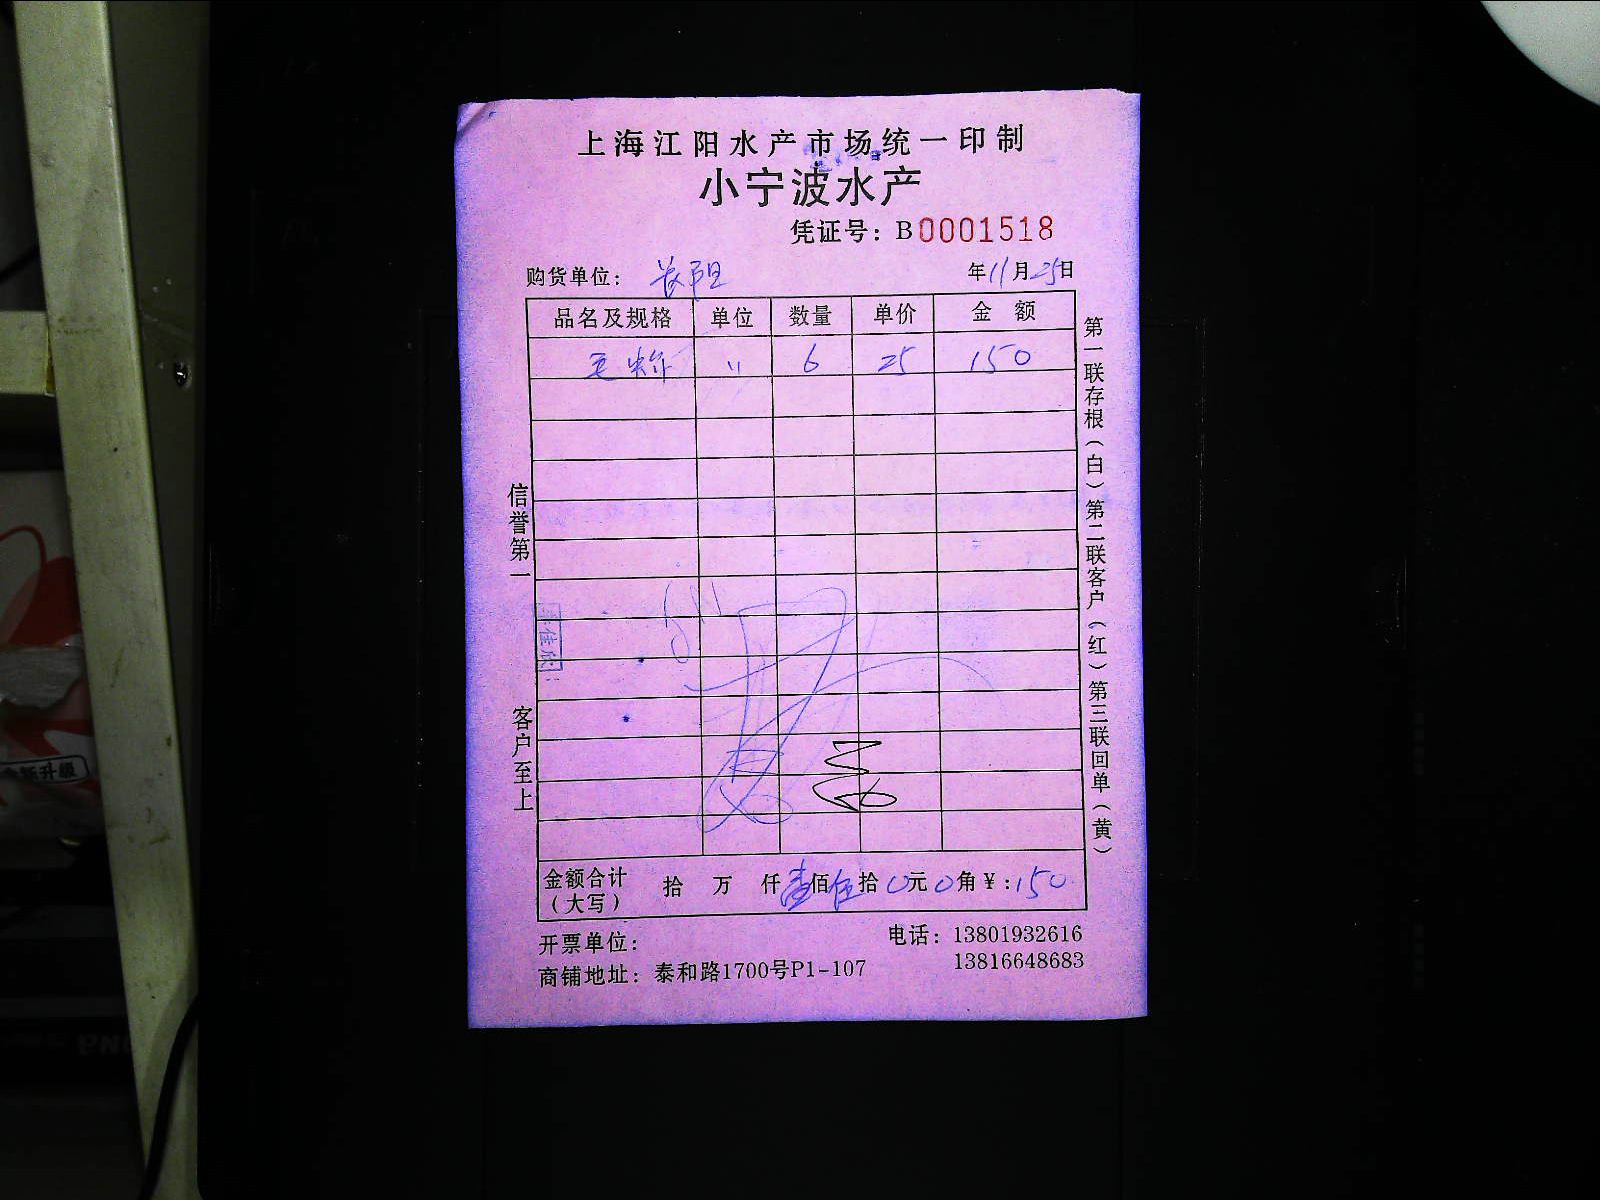 上海江阳水产市场统一印制
小宁波水产
凭证号：B0001518
购货单位： 年11月25日
品名及规格 单位 数量 单价 金额
毛 〃 6 25 150
信誉第一
客户至上
第一联存根（白）第二联客户（红）第三联回单（黄）
金额合计（大写） 拾 万 仟壹佰伍拾0元0角￥：150
开票单位：
电话：13801932616
13816648683
商铺地址：泰和路1700号P1-107
新升级